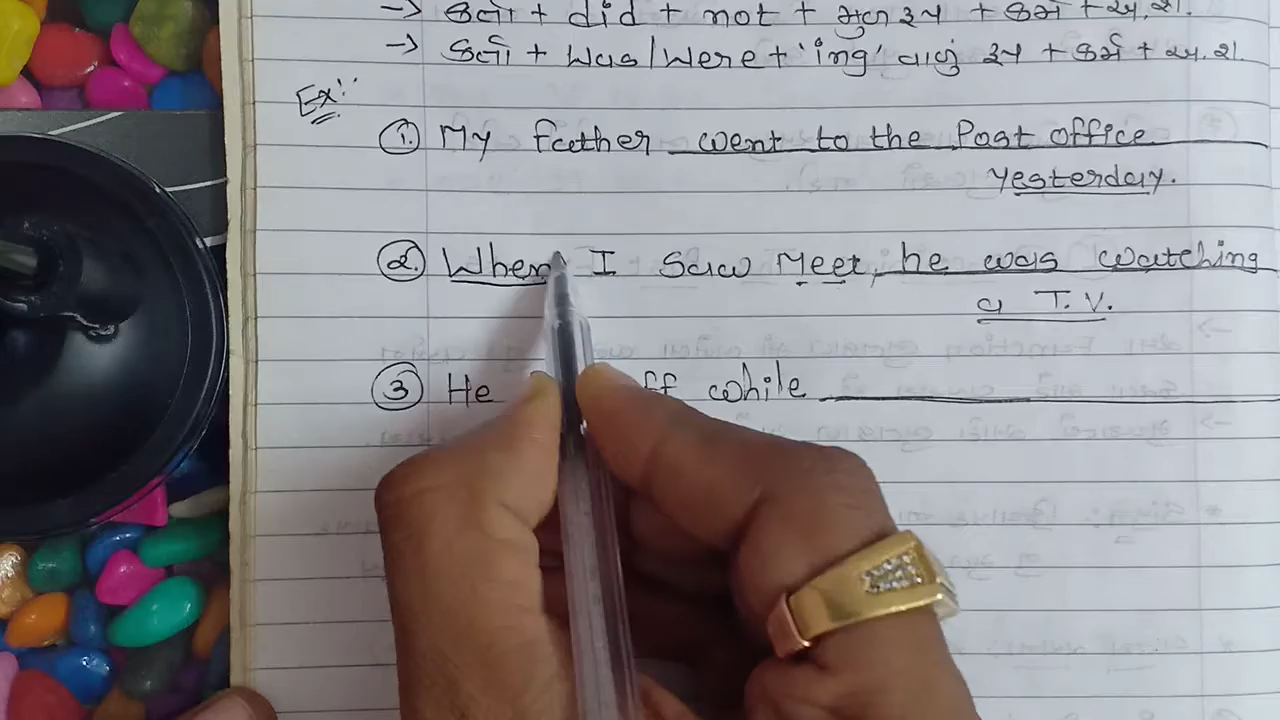 -> કર્તા + did + not + મુળરૂપ + કર્મ + અ.શ.
-> કર્તા + was/were + 'ing' વાળું રૂપ + કર્મ + અ.શ.
Ex:-
①. My father went to the Post office
yesterday.
②. When I saw Meet, he was watching
a T.V.
③ He ff while